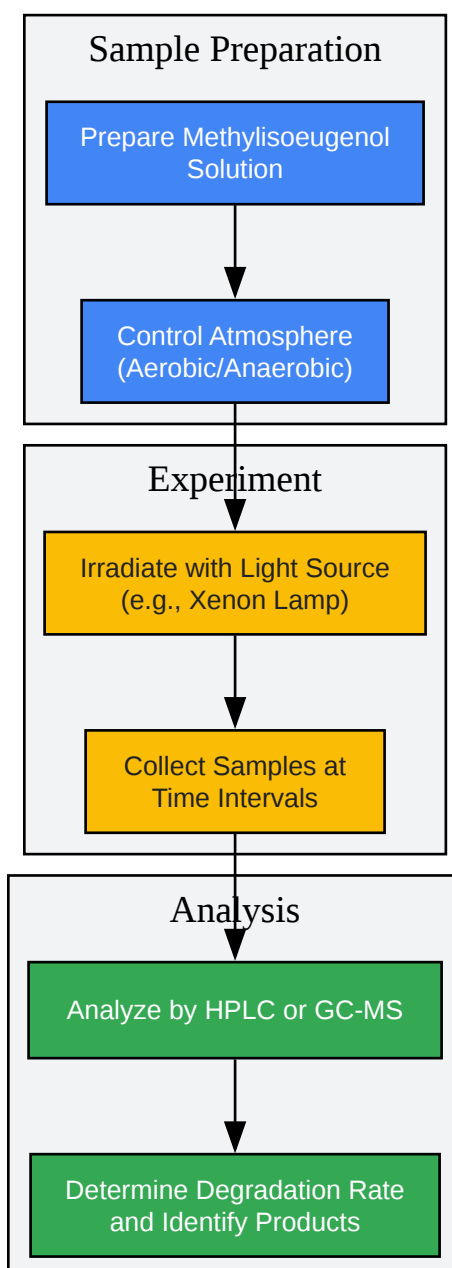 Sample Preparation
Prepare Methylisoeugenol
Solution
Control Atmosphere
(Aerobic/Anaerobic)
Experiment
Irradiate with Light Source
(e.g., Xenon Lamp)
Collect Samples at
Time Intervals
Analysis
Analyze by HPLC or GC-MS
Determine Degradation Rate
and Identify Products